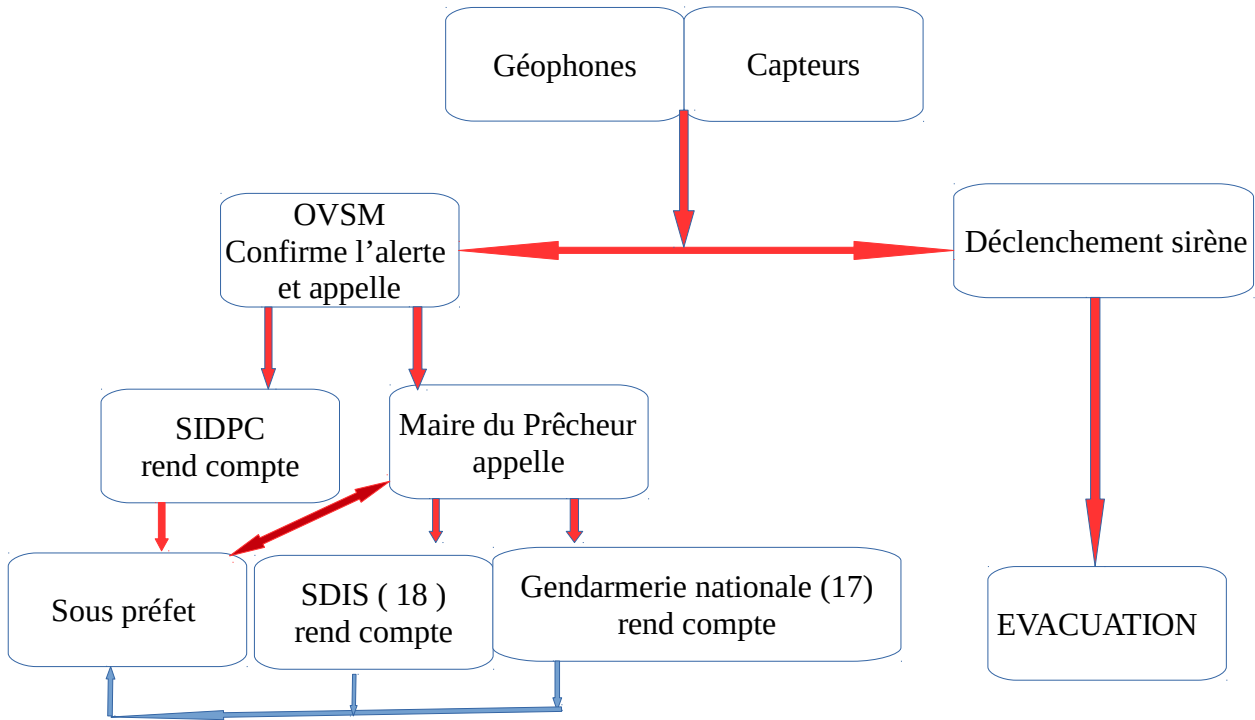 Géophones
Capteurs
OVSM
Confirme l’alerte
et appelle
Déclenchement sirène
SIDPC
rend compte
Maire du Prêcheur
appelle
Sous préfet
SDIS ( 18 )
rend compte
Gendarmerie nationale (17)
rend compte
EVACUATION